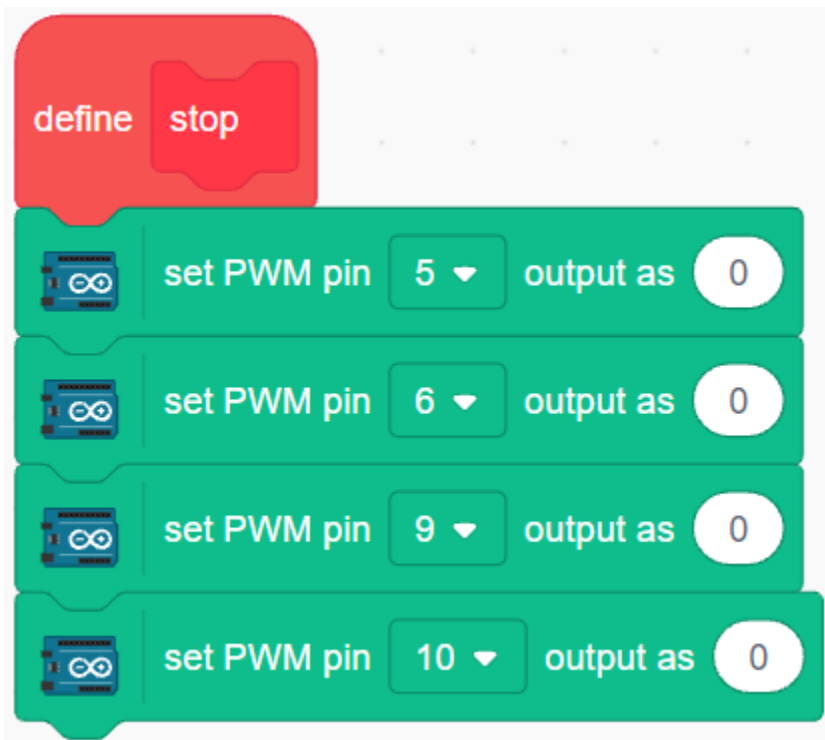 define stop
set PWM pin 5 output as 0
set PWM pin 6 output as 0
set PWM pin 9 output as 0
set PWM pin 10 output as 0